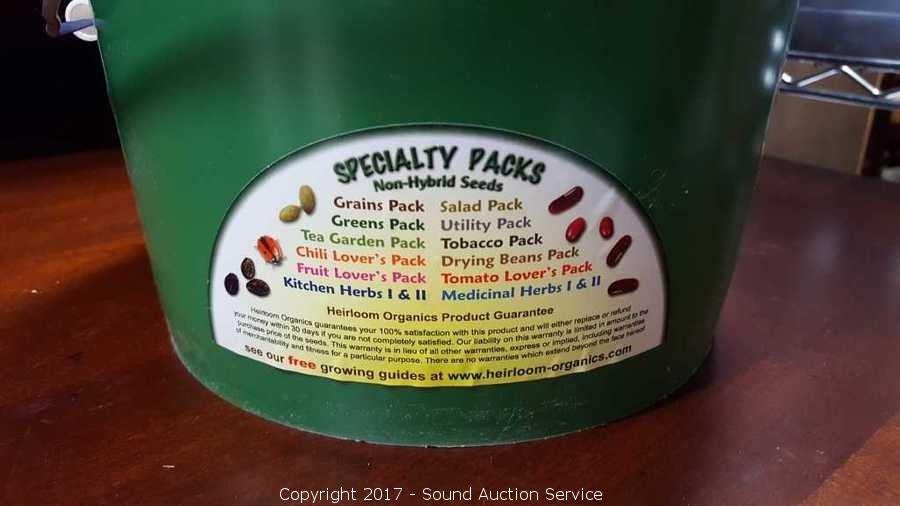 SPECIALTY PACKS
Non-Hybrid Seeds
Grains Pack Salad Pack
Greens Pack Utility Pack
Tea Garden Pack Tobacco Pack
Chili Lover's Pack Drying Beans Pack
Fruit Lover's Pack Tomato Lover's Pack
Kitchen Herbs I & II Medicinal Herbs I & II
Heirloom Organics Product Guarantee
Heirloom Organics guarantees your 100% satisfaction with this product and will either replace or refund
your money within 30 days if you are not completely satisfied. Our liability on this warranty is limited in amount to the
purchase price of the seeds. This warranty is in lieu of all other warranties, express or implied, including warranties
of merchantability and fitness for a particular purpose. There are no warranties which extend beyond the face hereof
see our free growing guides at www.heirloom-organics.com
Copyright 2017 - Sound Auction Service